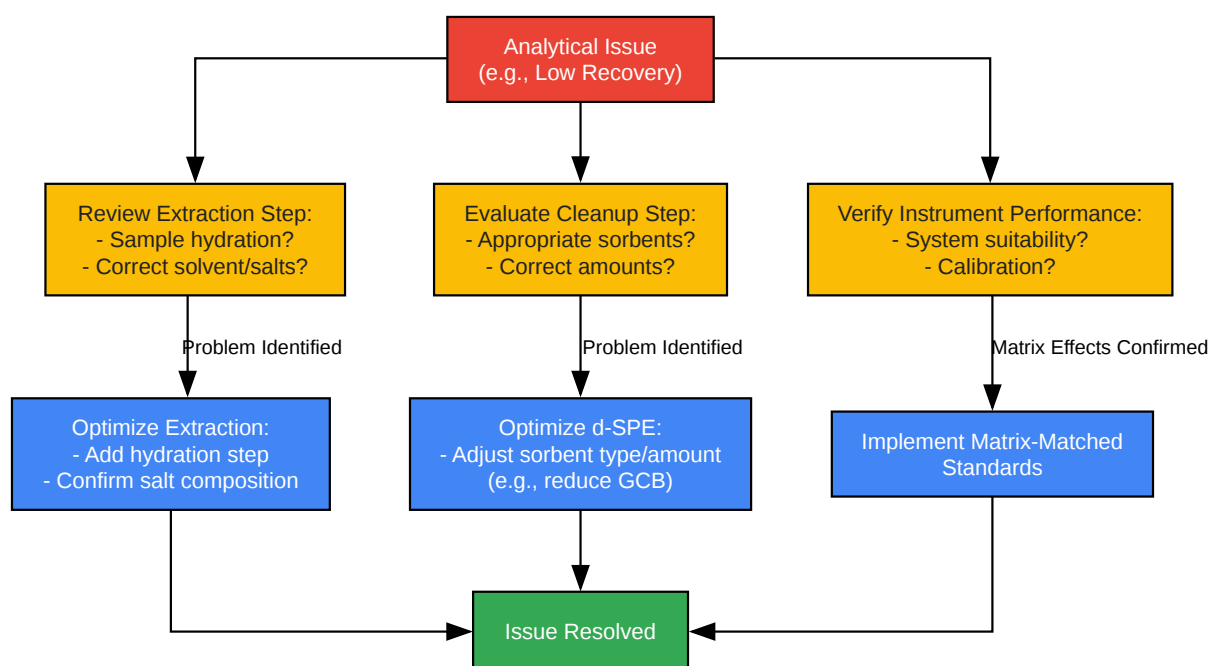 Analytical Issue
(e.g., Low Recovery)
Review Extraction Step:
- Sample hydration?
- Correct solvent/salts?
Evaluate Cleanup Step:
- Appropriate sorbents?
- Correct amounts?
Verify Instrument Performance:
- System suitability?
- Calibration?
Problem Identified
Problem Identified
Matrix Effects Confirmed
Optimize Extraction:
- Add hydration step
- Confirm salt composition
Optimize d-SPE:
- Adjust sorbent type/amount
(e.g., reduce GCB)
Implement Matrix-Matched
Standards
Issue Resolved